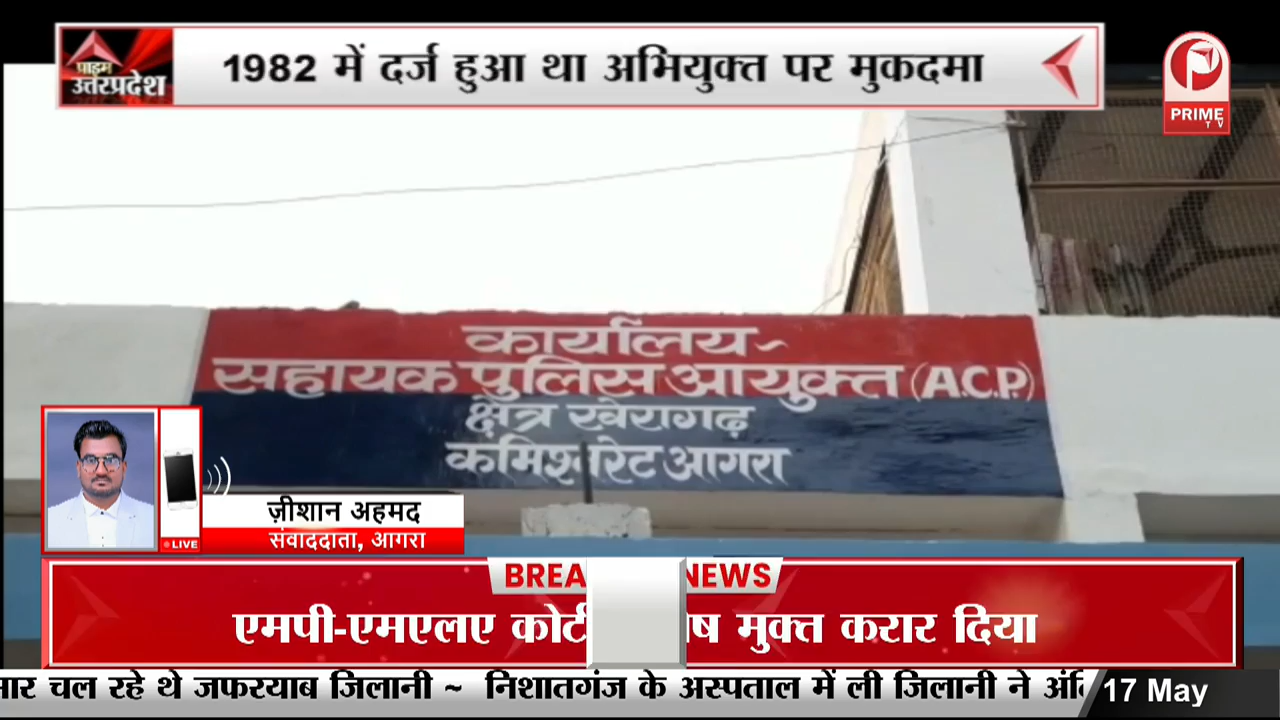 1982 में दर्ज हुआ था अभियुक्त पर मुकदमा
प्राइम
उत्तरप्रदेश
PRIME
TV
कार्यालय~
सहायक पुलिस आयुक्त (A.C.P.)
क्षेत्र खेरागढ़
कमिश्नरेट आगरा
LIVE
ज़ीशान अहमद
संवाददाता, आगरा
NEWS
एमपी-एमएलए मुक्त करार दिया
चल रहे थे जफरयाब जिलानी ~ निशातगंज के अस्पताल में ली जिलानी ने
17 May